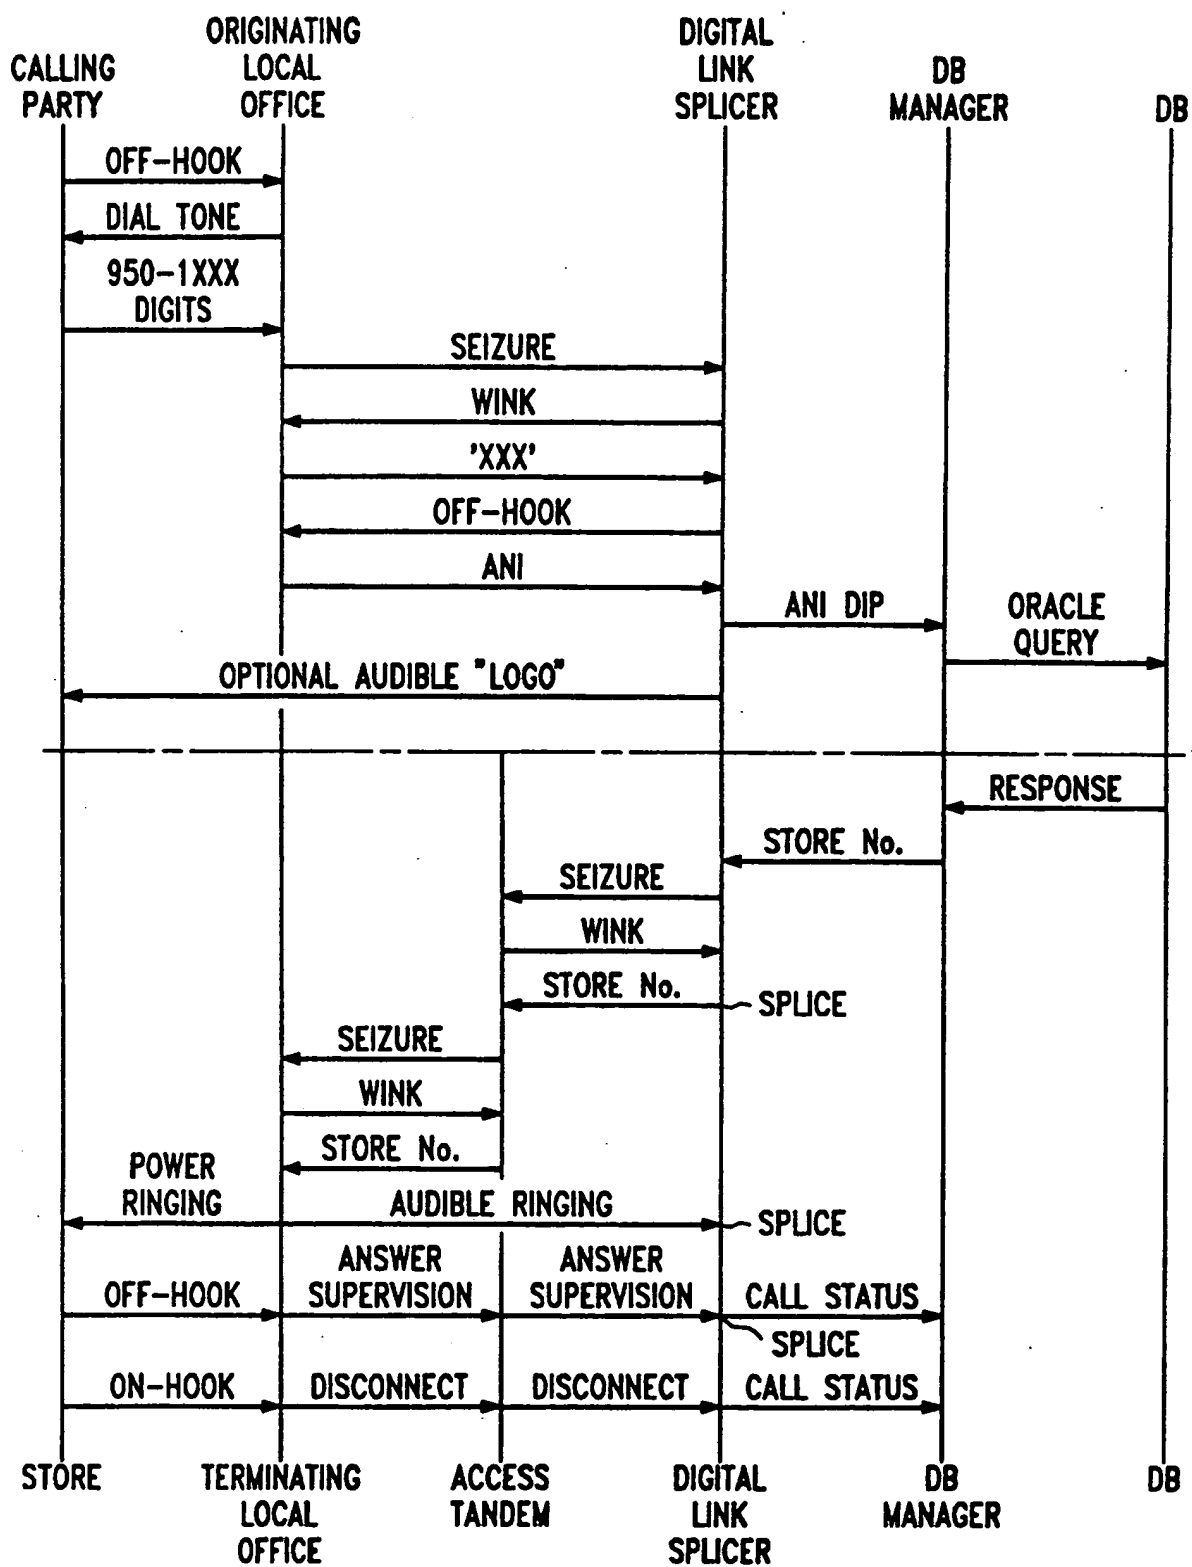 CALLING
PARTY
ORIGINATING
LOCAL
OFFICE
DIGITAL
LINK
SPLICER
DB
MANAGER
DB
OFF-HOOK
DIAL TONE
950-1XXX
DIGITS
SEIZURE
WINK
'XXX'
OFF-HOOK
ANI
ANI DIP
ORACLE
QUERY
OPTIONAL AUDIBLE "LOGO"
RESPONSE
STORE No.
SEIZURE
WINK
STORE No.
SPLICE
SEIZURE
WINK
STORE No.
POWER
RINGING
AUDIBLE RINGING
SPLICE
OFF-HOOK
ANSWER
SUPERVISION
ANSWER
SUPERVISION
CALL STATUS
SPLICE
ON-HOOK
DISCONNECT
DISCONNECT
CALL STATUS
STORE
TERMINATING
LOCAL
OFFICE
ACCESS
TANDEM
DIGITAL
LINK
SPLICER
DB
MANAGER
DB